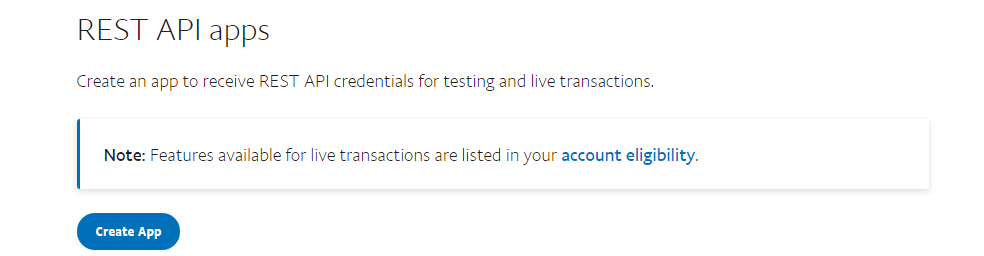 REST API apps
Create an app to receive REST API credentials for testing and live transactions.
Note: Features available for live transactions are listed in your account eligibility.
Create App